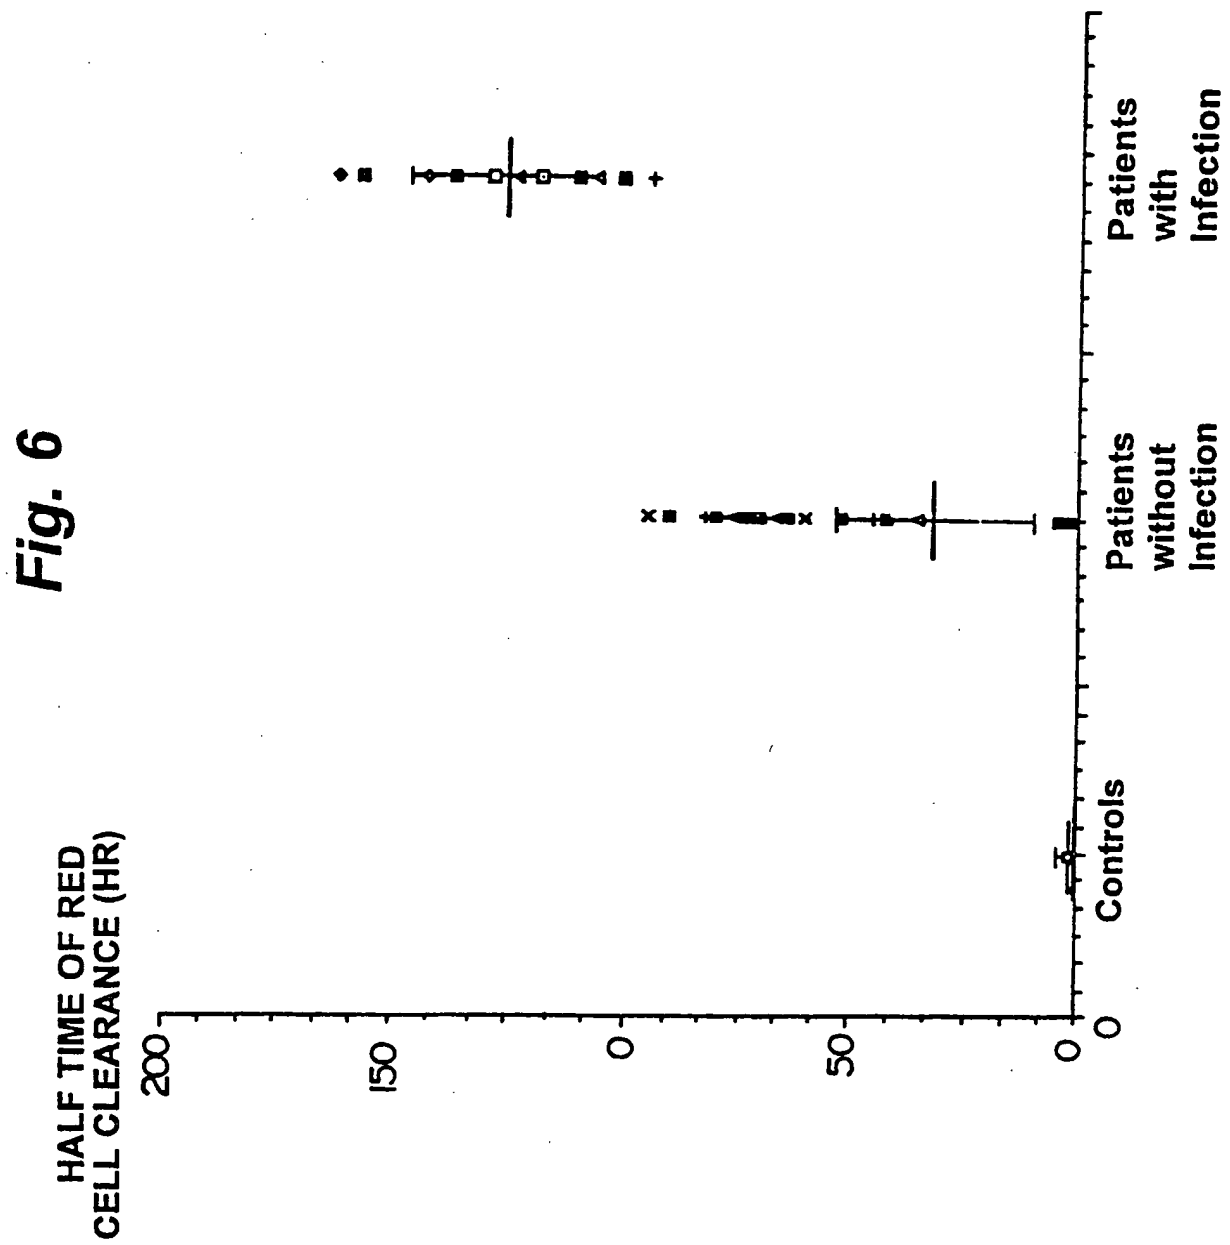 Fig. 6
HALF TIME OF RED
CELL CLEARANCE (HR)
200
150
0
50
0
0
Controls
Patients
without
Infection
Patients
with
Infection